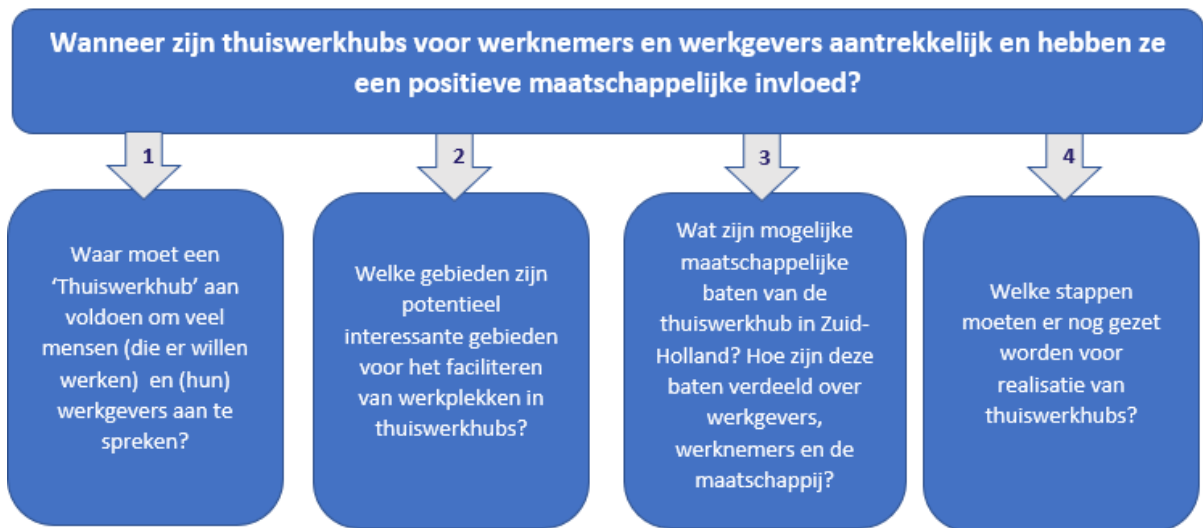 Wanneer zijn thuiswerkhubs voor werknemers en werkgevers aantrekkelijk en hebben ze
een positieve maatschappelijke invloed?
1
2
3
4
Waar moet een
‘Thuiswerkhub’ aan
voldoen om veel
mensen (die er willen
werken) en (hun)
werkgevers aan te
spreken?
Welke gebieden zijn
potentieel
interessante gebieden
voor het faciliteren
van werkplekken in
thuiswerkhubs?
Wat zijn mogelijke
maatschappelijke
baten van de
thuiswerkhub in Zuid-
Holland? Hoe zijn deze
baten verdeeld over
werkgevers,
werknemers en de
maatschappij?
Welke stappen
moeten er nog gezet
worden voor
realisatie van
thuiswerkhubs?